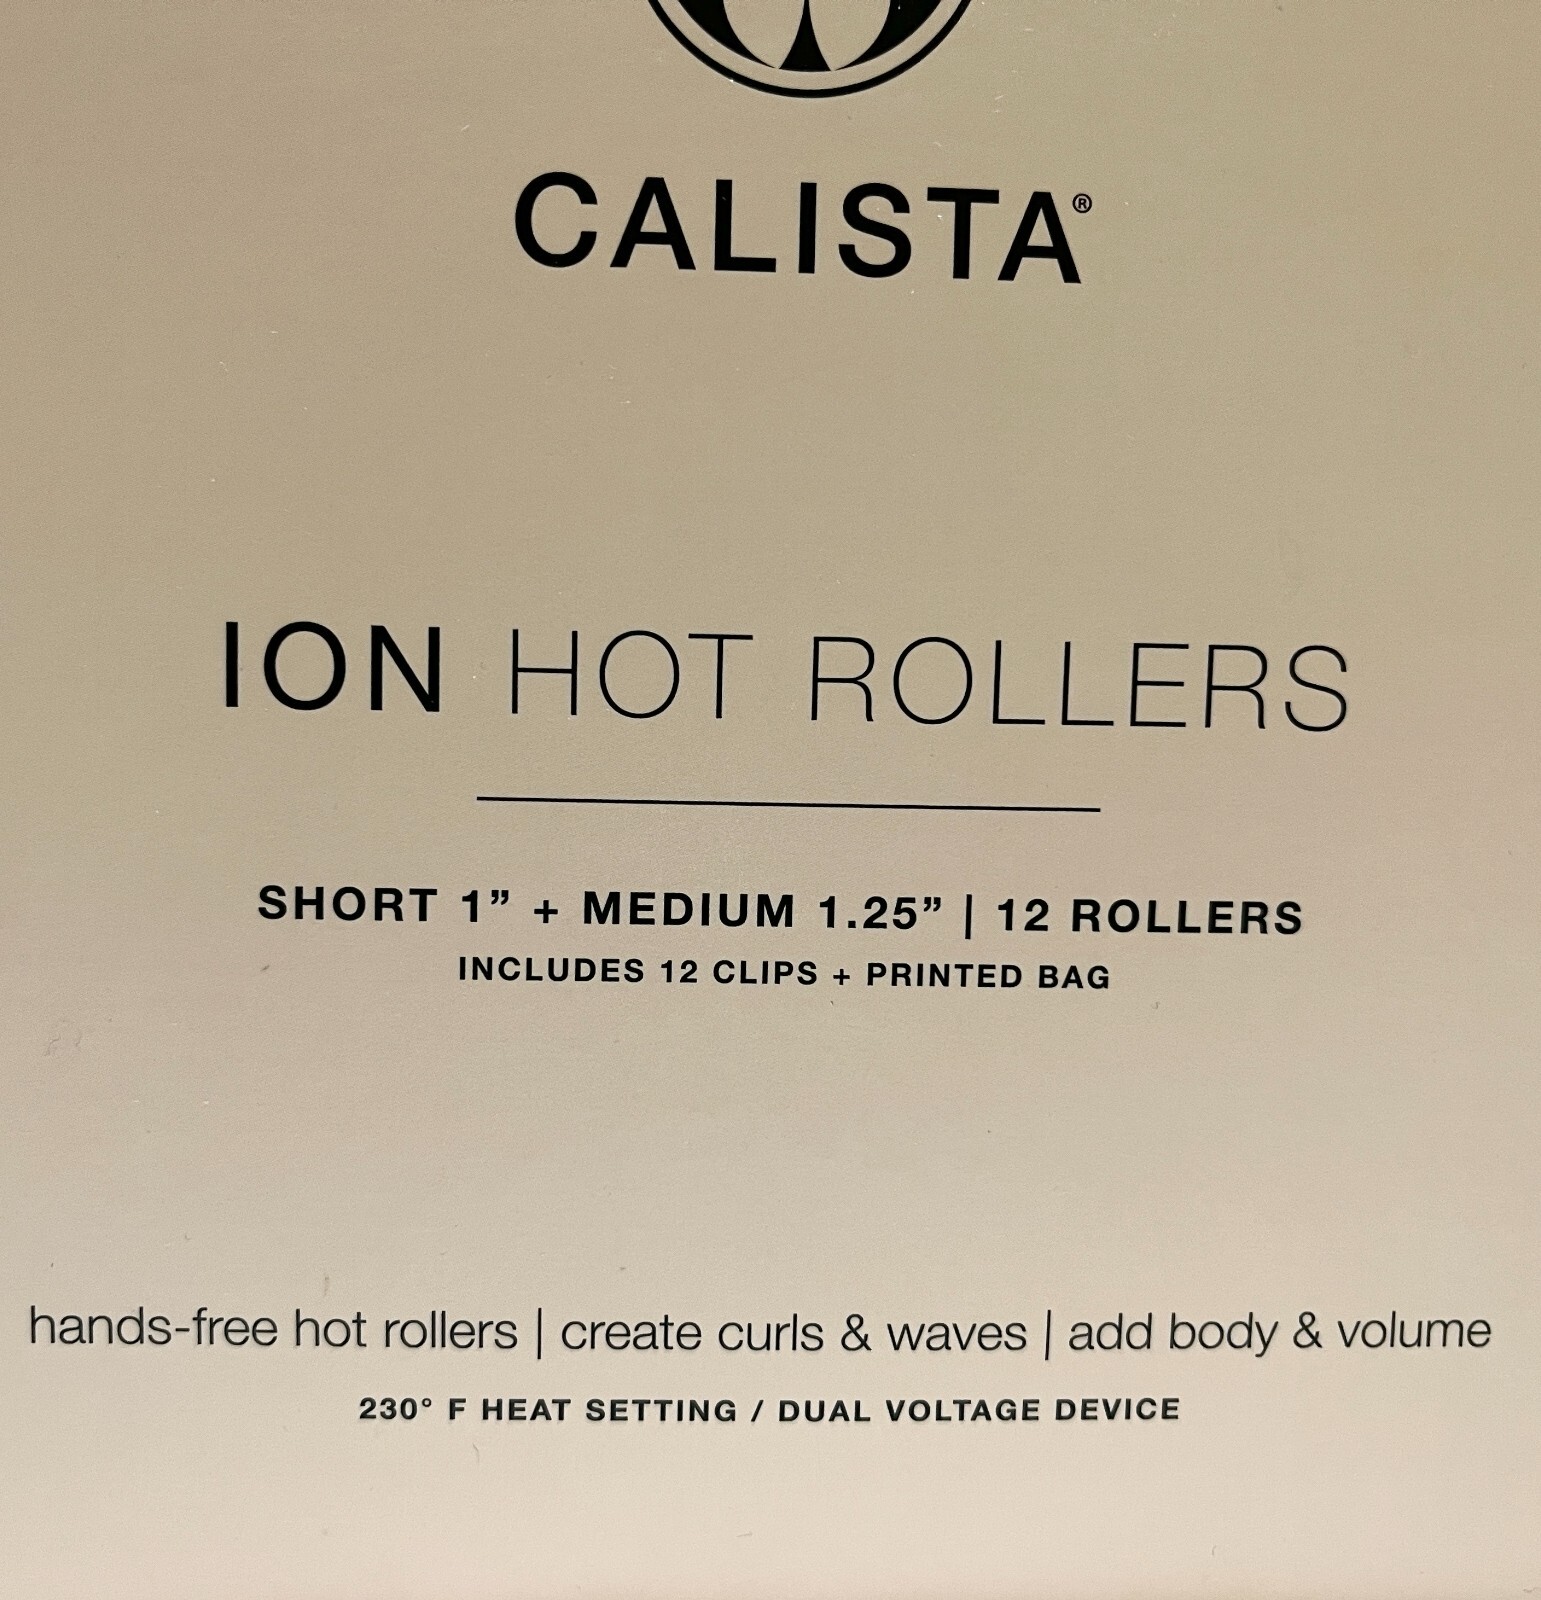 CALISTA®
ION HOT ROLLERS
SHORT 1” + MEDIUM 1.25” | 12 ROLLERS
INCLUDES 12 CLIPS + PRINTED BAG
hands-free hot rollers | create curls & waves | add body & volume
230° F HEAT SETTING / DUAL VOLTAGE DEVICE